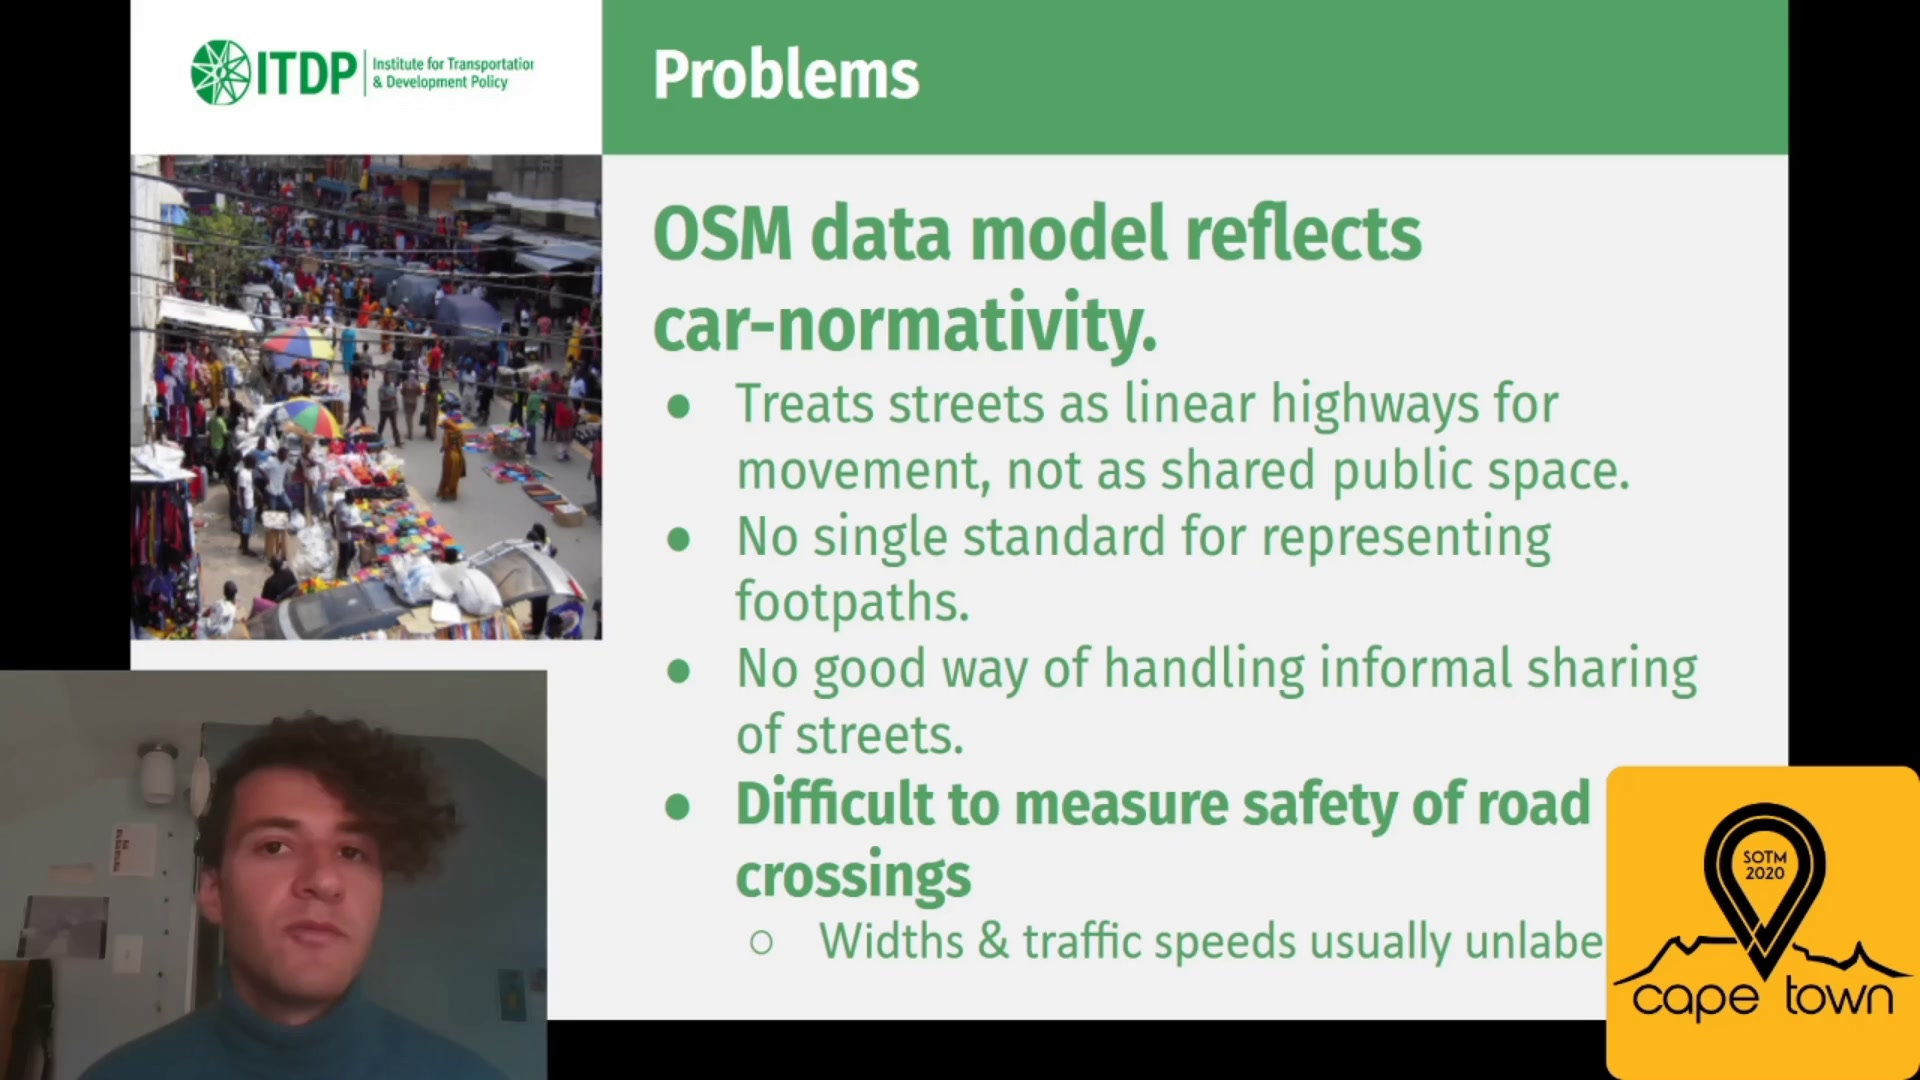 ITDP
Institute for Transportation
& Development Policy
Problems
OSM data model reflects
car-normativity.
● Treats streets as linear highways for
movement, not as shared public space.
● No single standard for representing
footpaths.
● No good way of handling informal sharing
of streets.
● Difficult to measure safety of road
crossings
○ Widths & traffic speeds usually unlabe
SOTM
2020
cape town